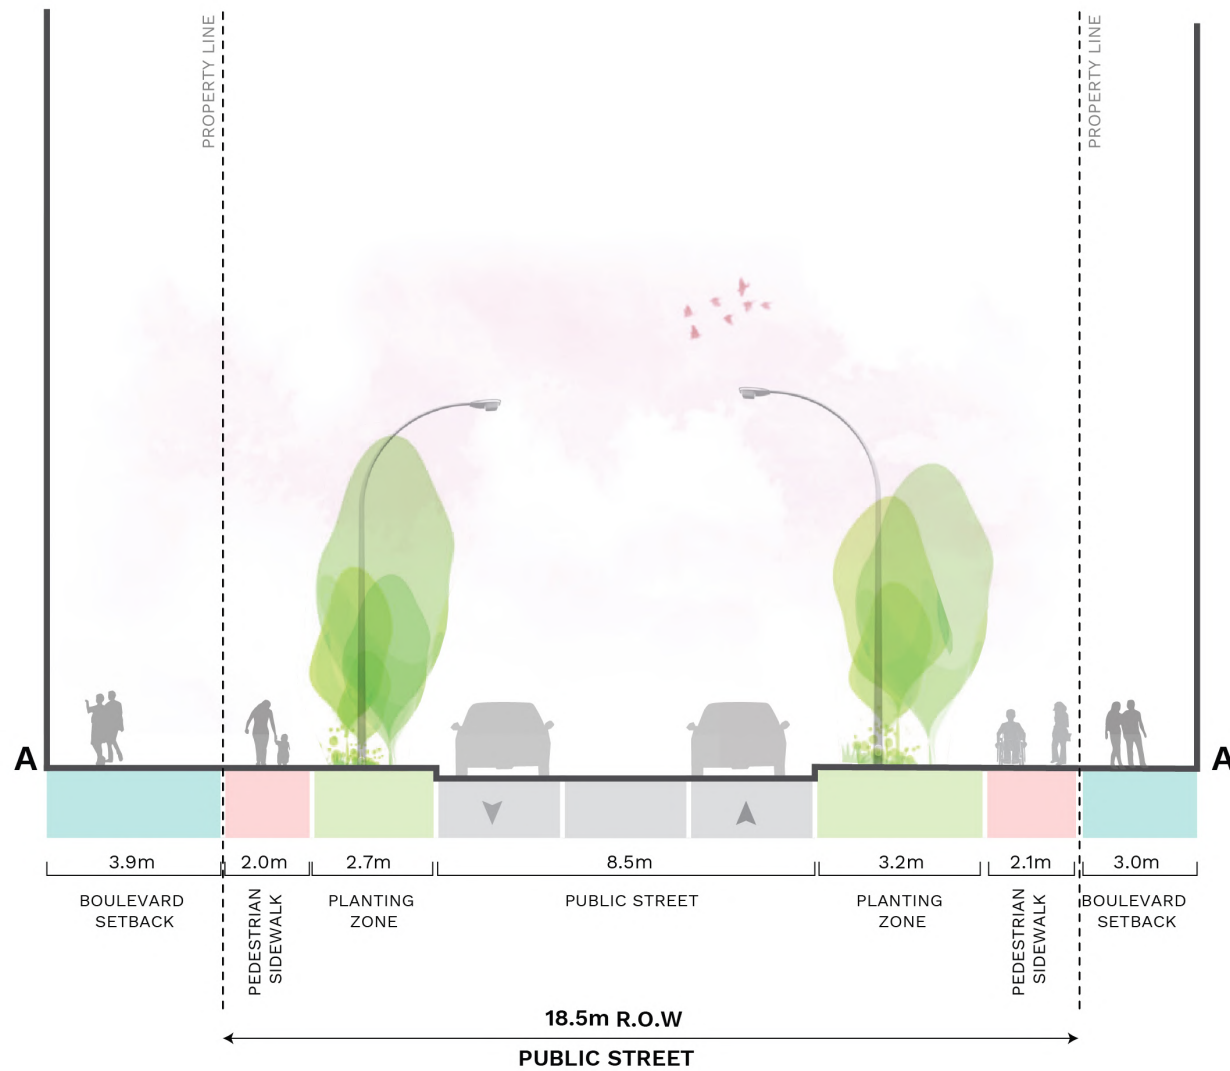 PROPERTY LINE
PROPERTY LINE
A
A
3.9m
2.0m
2.7m
8.5m
3.2m
2.1m
3.0m
BOULEVARD
SETBACK
PEDESTRIAN
SIDEWALK
PLANTING
ZONE
PUBLIC STREET
PLANTING
ZONE
PEDESTRIAN
SIDEWALK
BOULEVARD
SETBACK
18.5m R.O.W
PUBLIC STREET